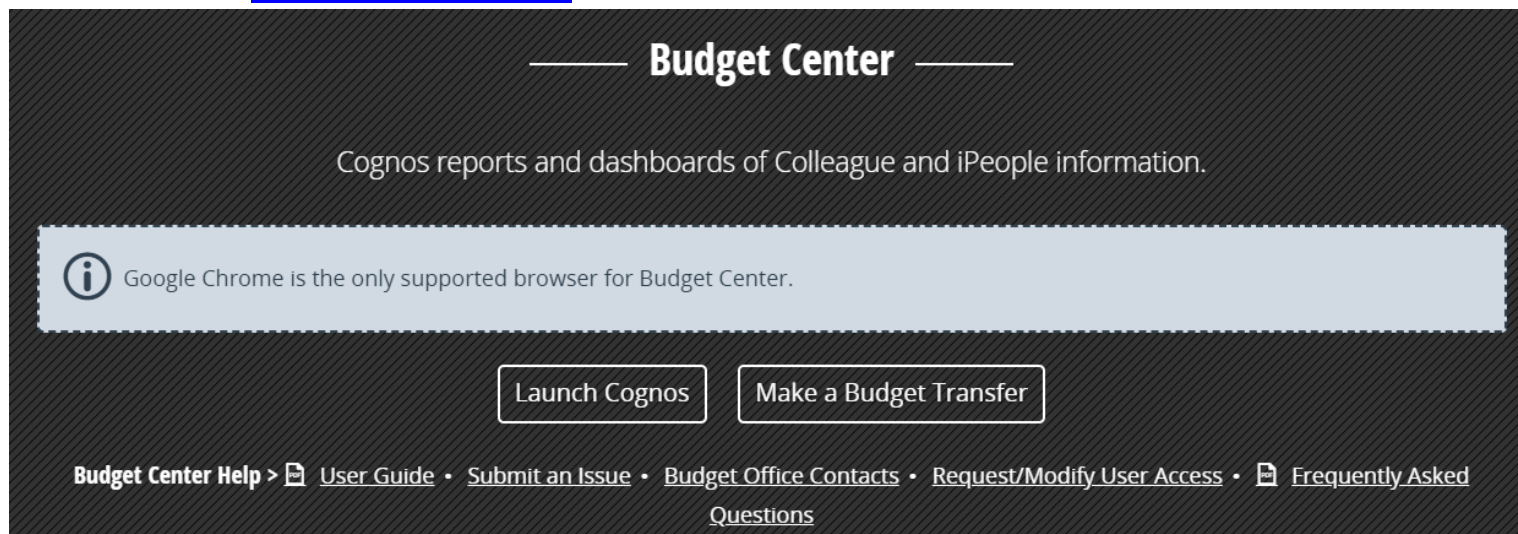 Budget Center
Cognos reports and dashboards of Colleague and iPeople information.
Google Chrome is the only supported browser for Budget Center.
Launch Cognos
Make a Budget Transfer
Budget Center Help > User Guide • Submit an Issue • Budget Office Contacts • Request/Modify User Access • Frequently Asked
Questions